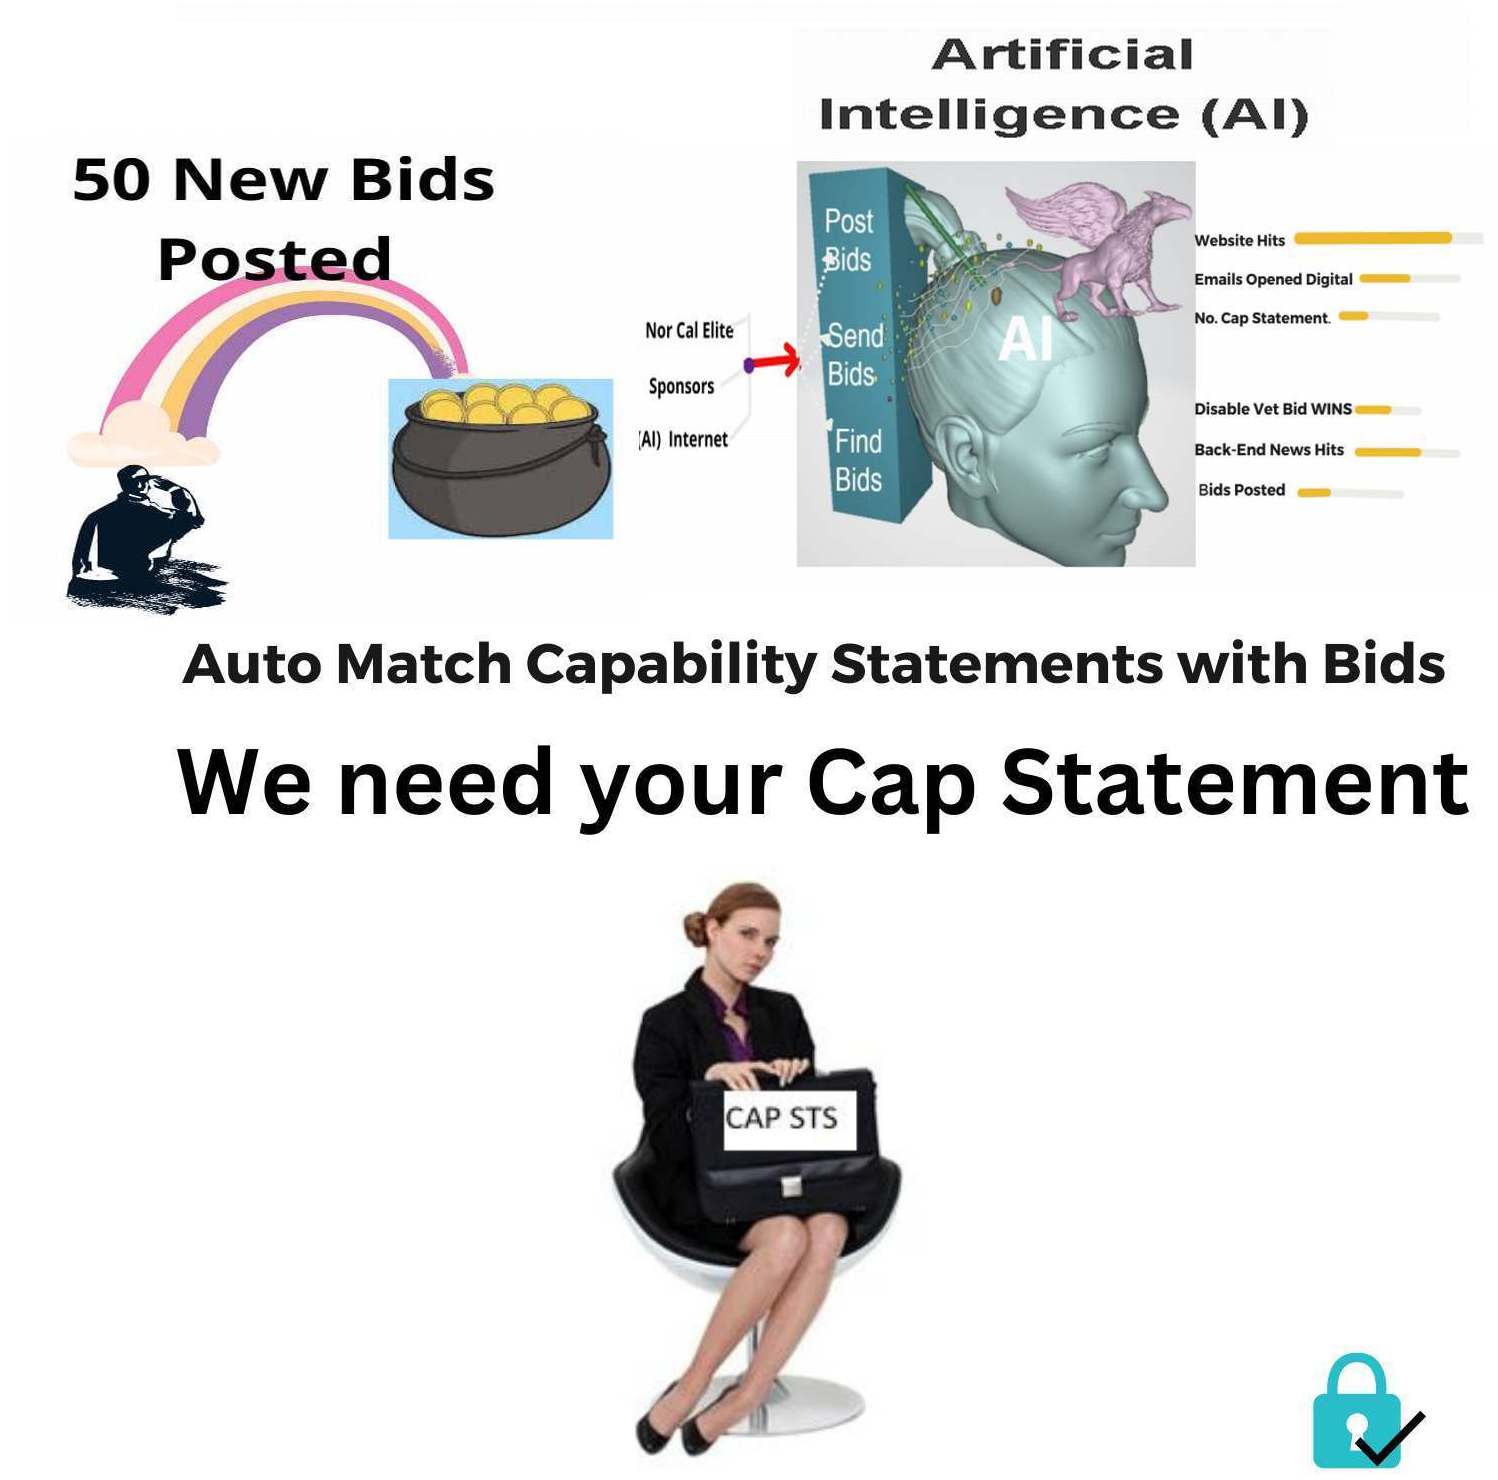 Artificial
Intelligence (AI)
50 New Bids
Posted
Nor Cal Elite
Sponsors
(AI) Internet
Post
Bids
Send
Bids
Find
Bids
AI
Website Hits
Emails Opened Digital
No. Cap Statement.
Disable Vet Bid WINS
Back-End News Hits
Bids Posted
Auto Match Capability Statements with Bids
We need your Cap Statement
CAP STS